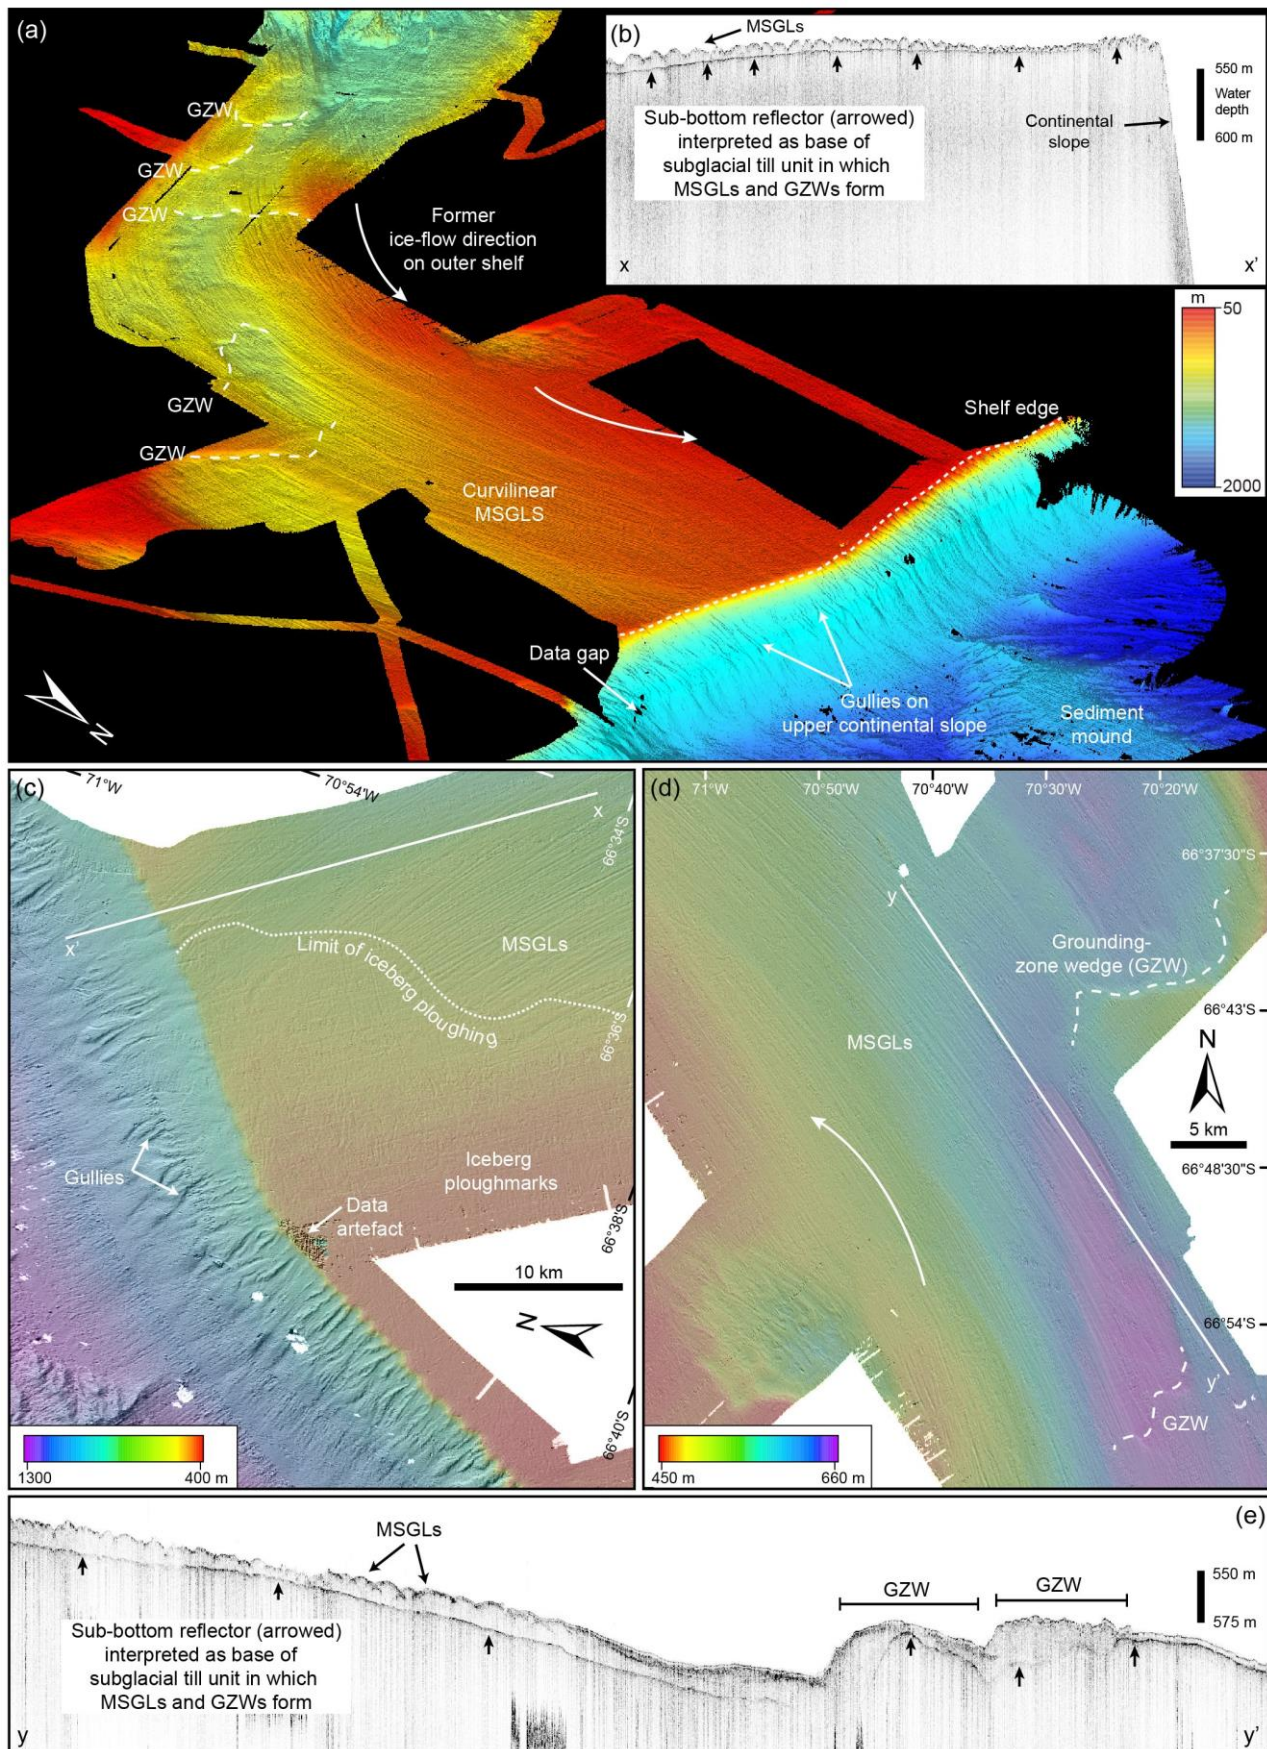 (a)
GZW
GZW
GZW
Former
ice-flow direction
on outer shelf
GZW
GZW
Curvilinear
MSGLS
Shelf edge
Data gap
Gullies on
upper continental slope
Sediment
mound
N
m
50
2000
(b)
MSGLs
550 m
Water
depth
600 m
Sub-bottom reflector (arrowed)
interpreted as base of
subglacial till unit in which
MSGLs and GZWs form
Continental
slope
x
x'
(c)
71°W
70°54'W
x
66°34'S
x'
MSGLs
Limit of iceberg ploughing
66°36'S
Gullies
Iceberg
ploughmarks
Data
artefact
66°38'S
10 km
N
66°40'S
1300
400 m
(d)
71°W
70°50'W
70°40'W
70°30'W
70°20'W
66°37'30"S
y
Grounding-
zone wedge (GZW)
66°43'S
MSGLs
N
5 km
66°48'30"S
66°54'S
y'
GZW
450 m
660 m
(e)
MSGLs
GZW
GZW
550 m
575 m
Sub-bottom reflector (arrowed)
interpreted as base of
subglacial till unit in which
MSGLs and GZWs form
y
y'